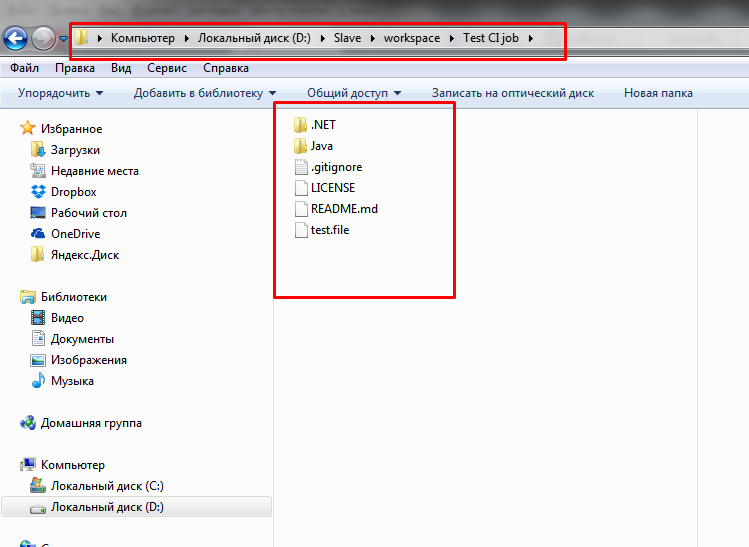 Компьютер Локальный диск (D:) Slave workspace Test CI job
Файл Правка Вид Сервис Справка
Упорядочить Добавить в библиотеку Общий доступ Записать на оптический диск Новая папка
Избранное
Загрузки
Недавние места
Dropbox
Рабочий стол
OneDrive
Яндекс.Диск
Библиотеки
Видео
Документы
Изображения
Музыка
Домашняя группа
Компьютер
Локальный диск (C:)
Локальный диск (D:)
.NET
Java
.gitignore
LICENSE
README.md
test.file